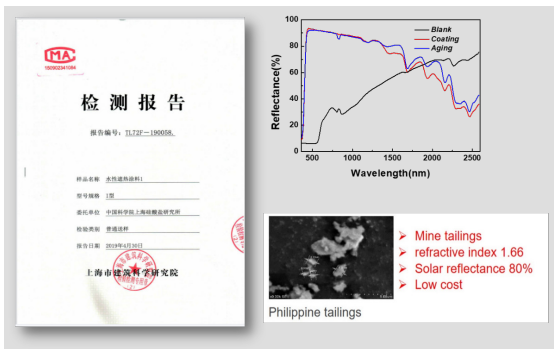 CMA
检测报告
报告编号：TL72F－190058.
样品名称 水性遮热涂料1
型号规格 1型
委托单位 中国科学院上海硅酸盐研究所
检验类别 普通送样
报告日期 2019年4月30日
上海市建筑科学研究院
100
80
60
40
20
0
Reflectance(%)
Blank
Coating
Aging
500 1000 1500 2000 2500
Wavelength(nm)
Mine tailings
refractive index 1.66
Solar reflectance 80%
Low cost
Philippine tailings